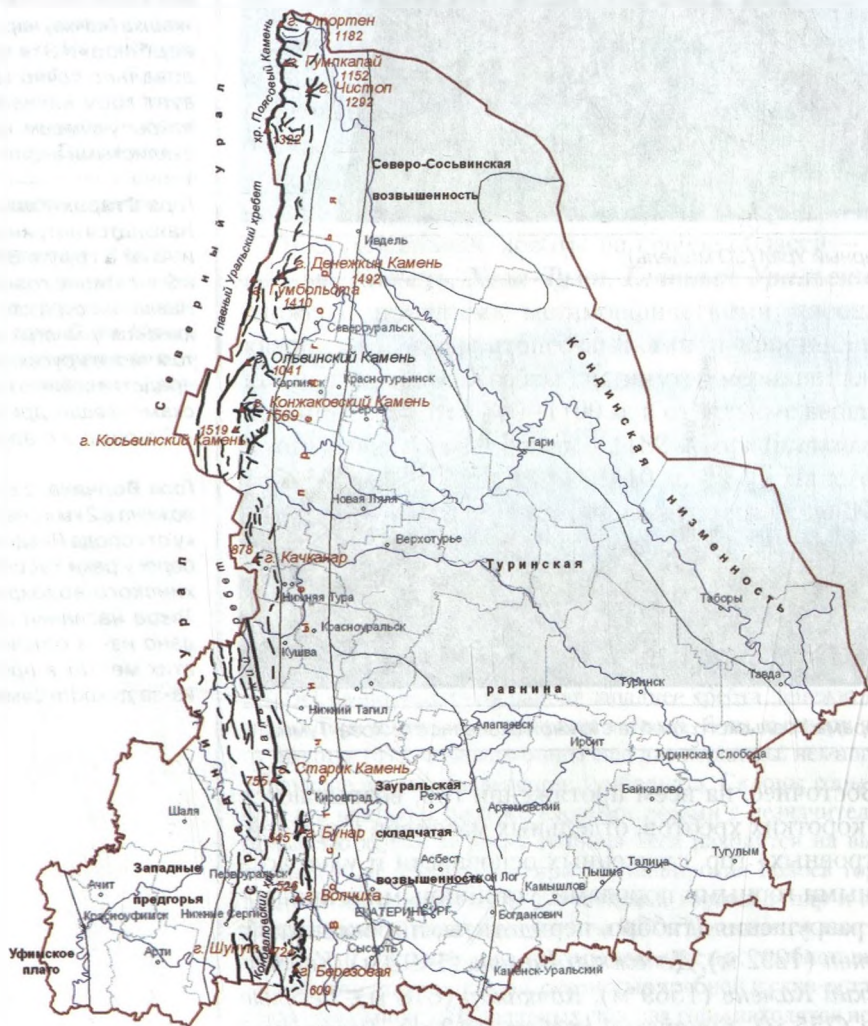 г. Отортен
1182
г. Гумпкапай
1152
г. Чистоп
1292
хр. Поясовый Камень
1322
Северо-Сосьвинская
возвышенность
Ивдель
Северный Урал
Главный Уральский хребет
г. Денежкин Камень
1492
г. Гумбольдта
1410
Североуральск
г. Ольвинский Камень
1041
Карпинск
Краснотурьинск
г. Конжаковский Камень
1569
Серов
1519
г. Косьвинский Камень
Кондинская низменность
Гари
Новая Ляля
Верхотурье
878
г. Качканар
Туринская
Нижняя Тура
Таборы
Красноуральск
Кушва
Туринск
Тавда
равнина
Нижний Тагил
Алапаевск
Ирбит
Туринская Слобода
755
г. Старик Камень
Зауральская
Байкалово
Кировград
Реж
Артемовский
Шаля
г. Бунар
складчатая
Тугулым
Асбест
Пышма
Талица
Западные
Первоуральск
возвышенность
Камышлов
Ачит
предгорья
526
г. Волчиха
Красноуфимск
Нижние Серги
ЕКАТЕРИНБУРГ
Богданович
Уфимское
плато
Арти
г. Шунут
Коноваловский
Сысерть
г. Березовая
609
Каменск-Уральский
Средний Урал